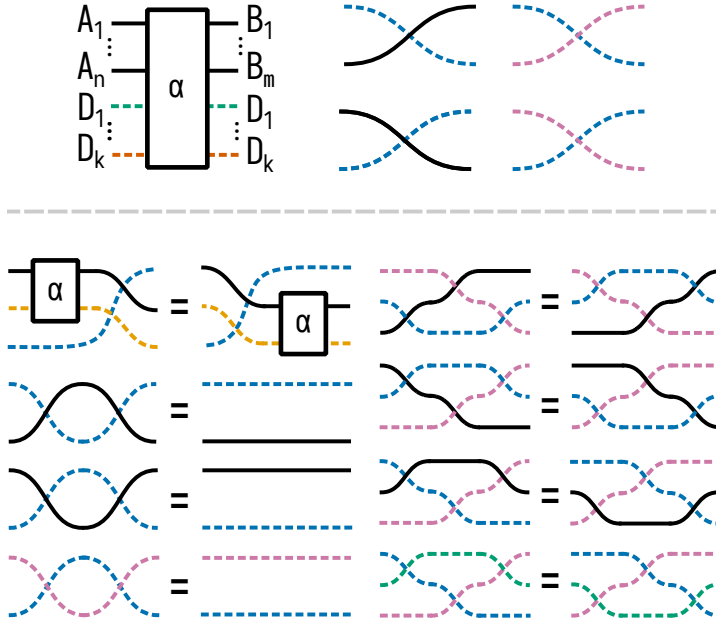 A1 B1
⋮ ⋮
An α Bm
D1 D1
⋮ ⋮
Dk Dk
α = α =
= =
= =
= =